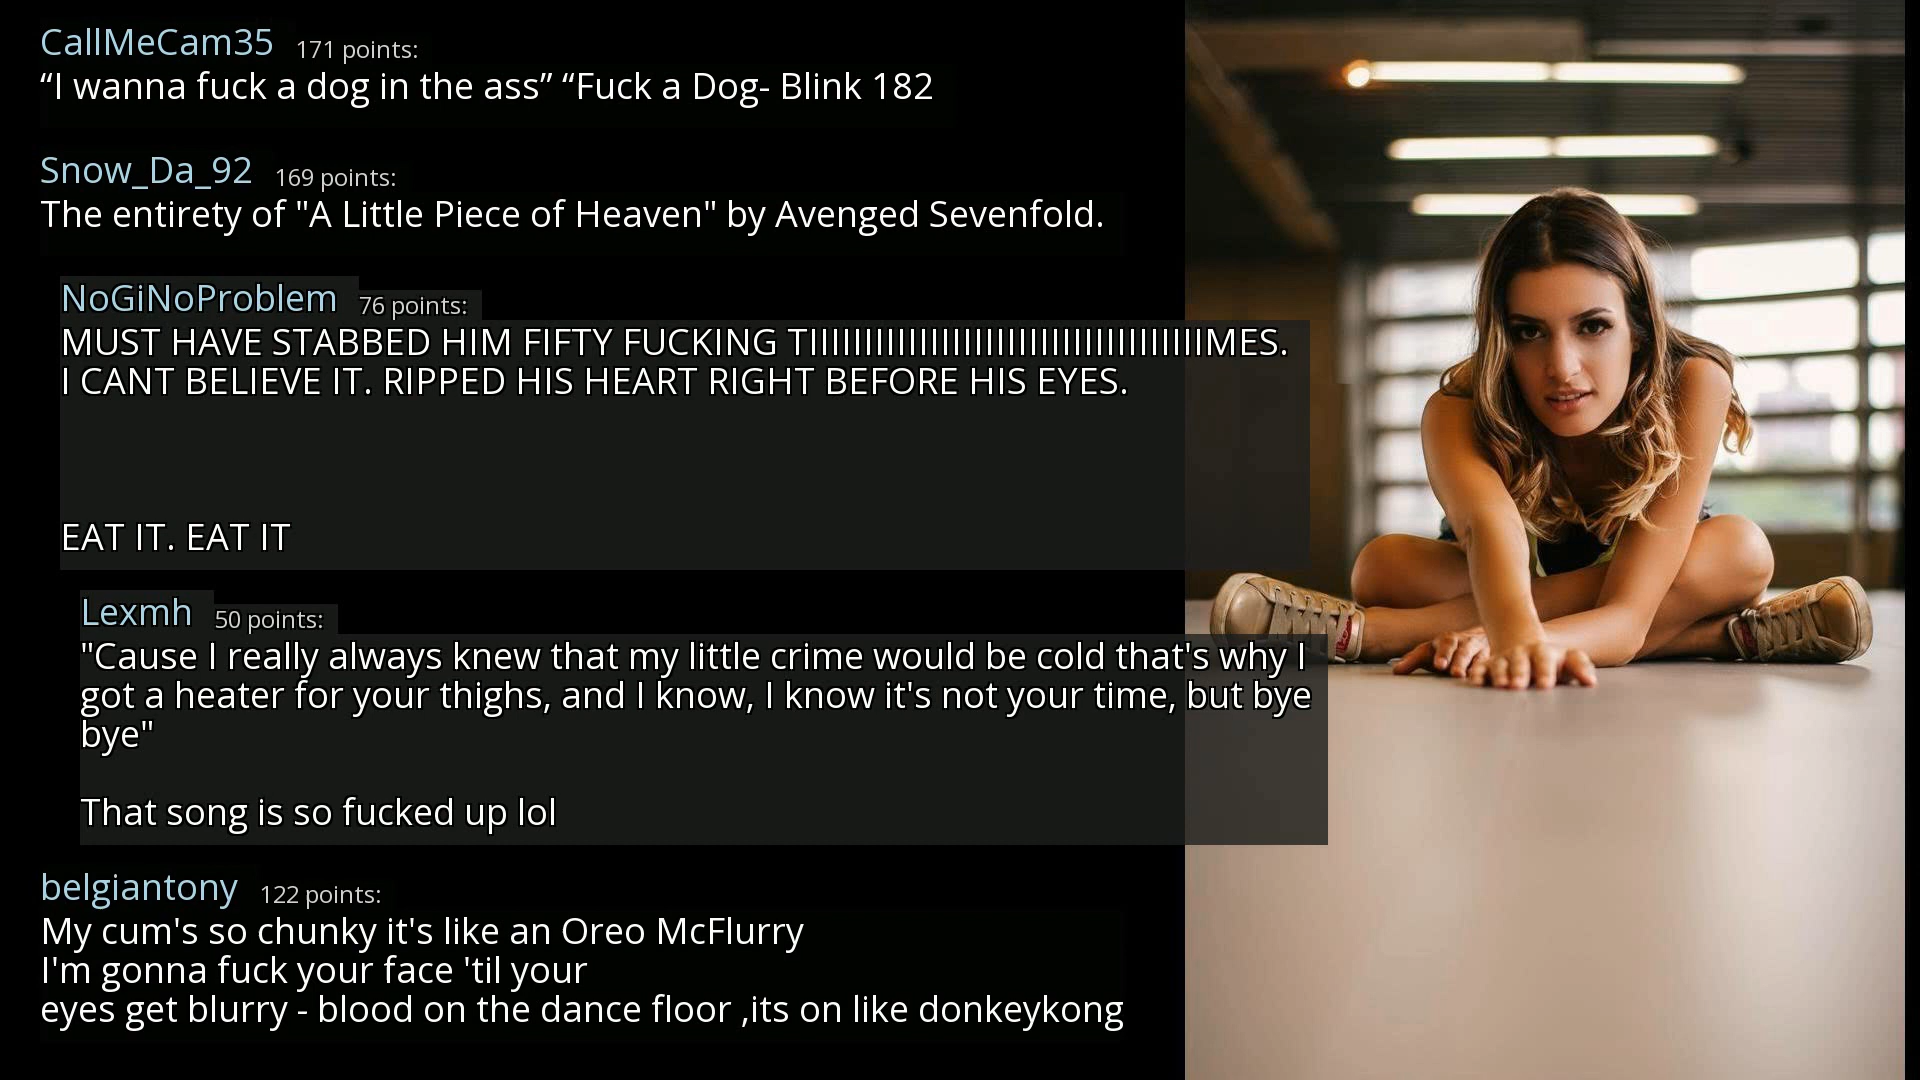 CallMeCam35 171 points:
“I wanna fuck a dog in the ass” “Fuck a Dog- Blink 182
Snow_Da_92 169 points:
The entirety of "A Little Piece of Heaven" by Avenged Sevenfold.
NoGiNoProblem 76 points:
MUST HAVE STABBED HIM FIFTY FUCKING TIIIIIIIIIIIIIIIIIIIIIIIIIIIIIIIIIIIIIMES.
I CANT BELIEVE IT. RIPPED HIS HEART RIGHT BEFORE HIS EYES.
EAT IT. EAT IT
Lexmh 50 points:
"Cause I really always knew that my little crime would be cold that's why I
got a heater for your thighs, and I know, I know it's not your time, but bye
bye"
That song is so fucked up lol
belgiantony 122 points:
My cum's so chunky it's like an Oreo McFlurry
I'm gonna fuck your face 'til your
eyes get blurry - blood on the dance floor ,its on like donkeykong